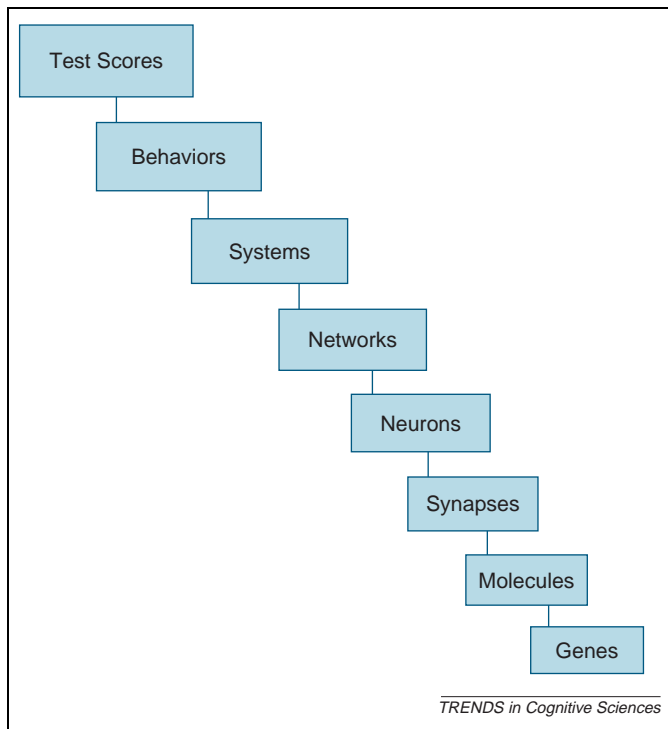 Test Scores
Behaviors
Systems
Networks
Neurons
Synapses
Molecules
Genes
TRENDS in Cognitive Sciences